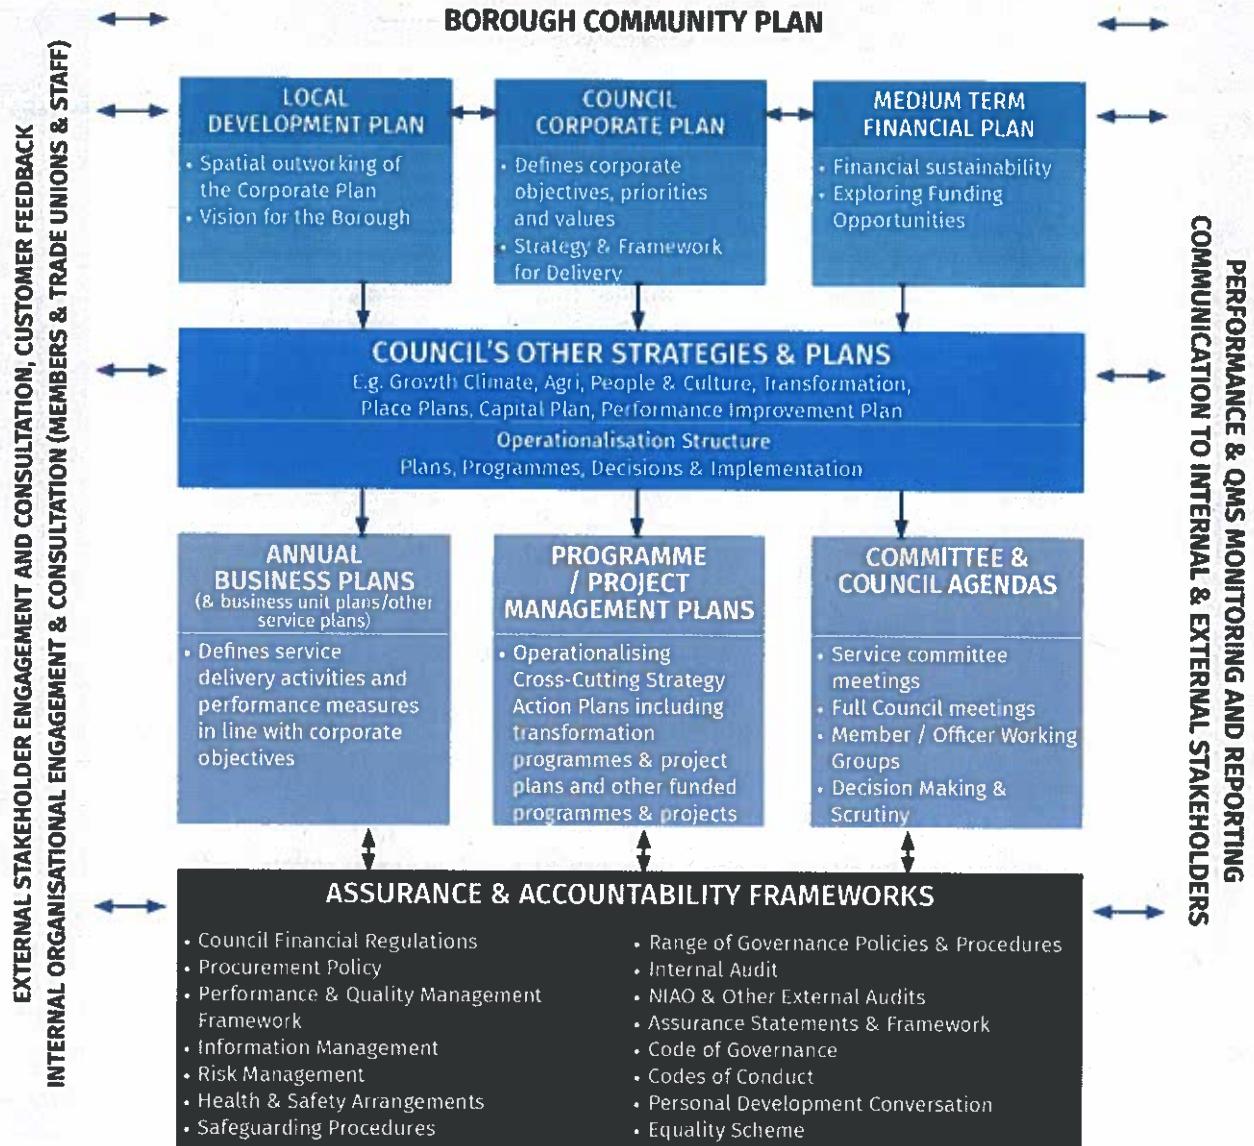 BOROUGH COMMUNITY PLAN
EXTERNAL STAKEHOLDER ENGAGEMENT AND CONSULTATION, CUSTOMER FEEDBACK
INTERNAL ORGANISATIONAL ENGAGEMENT & CONSULTATION (MEMBERS & TRADE UNIONS & STAFF)
LOCAL
DEVELOPMENT PLAN
• Spatial outworking of
the Corporate Plan
• Vision for the Borough
COUNCIL
CORPORATE PLAN
• Defines corporate
objectives, priorities
and values
• Strategy & Framework
for Delivery
MEDIUM TERM
FINANCIAL PLAN
• Financial sustainability
• Exploring Funding
Opportunities
COUNCIL'S OTHER STRATEGIES & PLANS
E.g. Growth Climate, Agri, People & Culture, Transformation,
Place Plans, Capital Plan, Performance Improvement Plan
Operationalisation Structure
Plans, Programmes, Decisions & Implementation
ANNUAL
BUSINESS PLANS
(& business unit plans/other
service plans)
• Defines service
delivery activities and
performance measures
in line with corporate
objectives
PROGRAMME
/ PROJECT
MANAGEMENT PLANS
• Operationalising
Cross-Cutting Strategy
Action Plans including
transformation
programmes & project
plans and other funded
programmes & projects
COMMITTEE &
COUNCIL AGENDAS
• Service committee
meetings
• Full Council meetings
• Member / Officer Working
Groups
• Decision Making &
Scrutiny
ASSURANCE & ACCOUNTABILITY FRAMEWORKS
• Council Financial Regulations
• Procurement Policy
• Performance & Quality Management
Framework
• Information Management
• Risk Management
• Health & Safety Arrangements
• Safeguarding Procedures
• Range of Governance Policies & Procedures
• Internal Audit
• NIAO & Other External Audits
• Assurance Statements & Framework
• Code of Governance
• Codes of Conduct
• Personal Development Conversation
• Equality Scheme
PERFORMANCE & QMS MONITORING AND REPORTING
COMMUNICATION TO INTERNAL & EXTERNAL STAKEHOLDERS